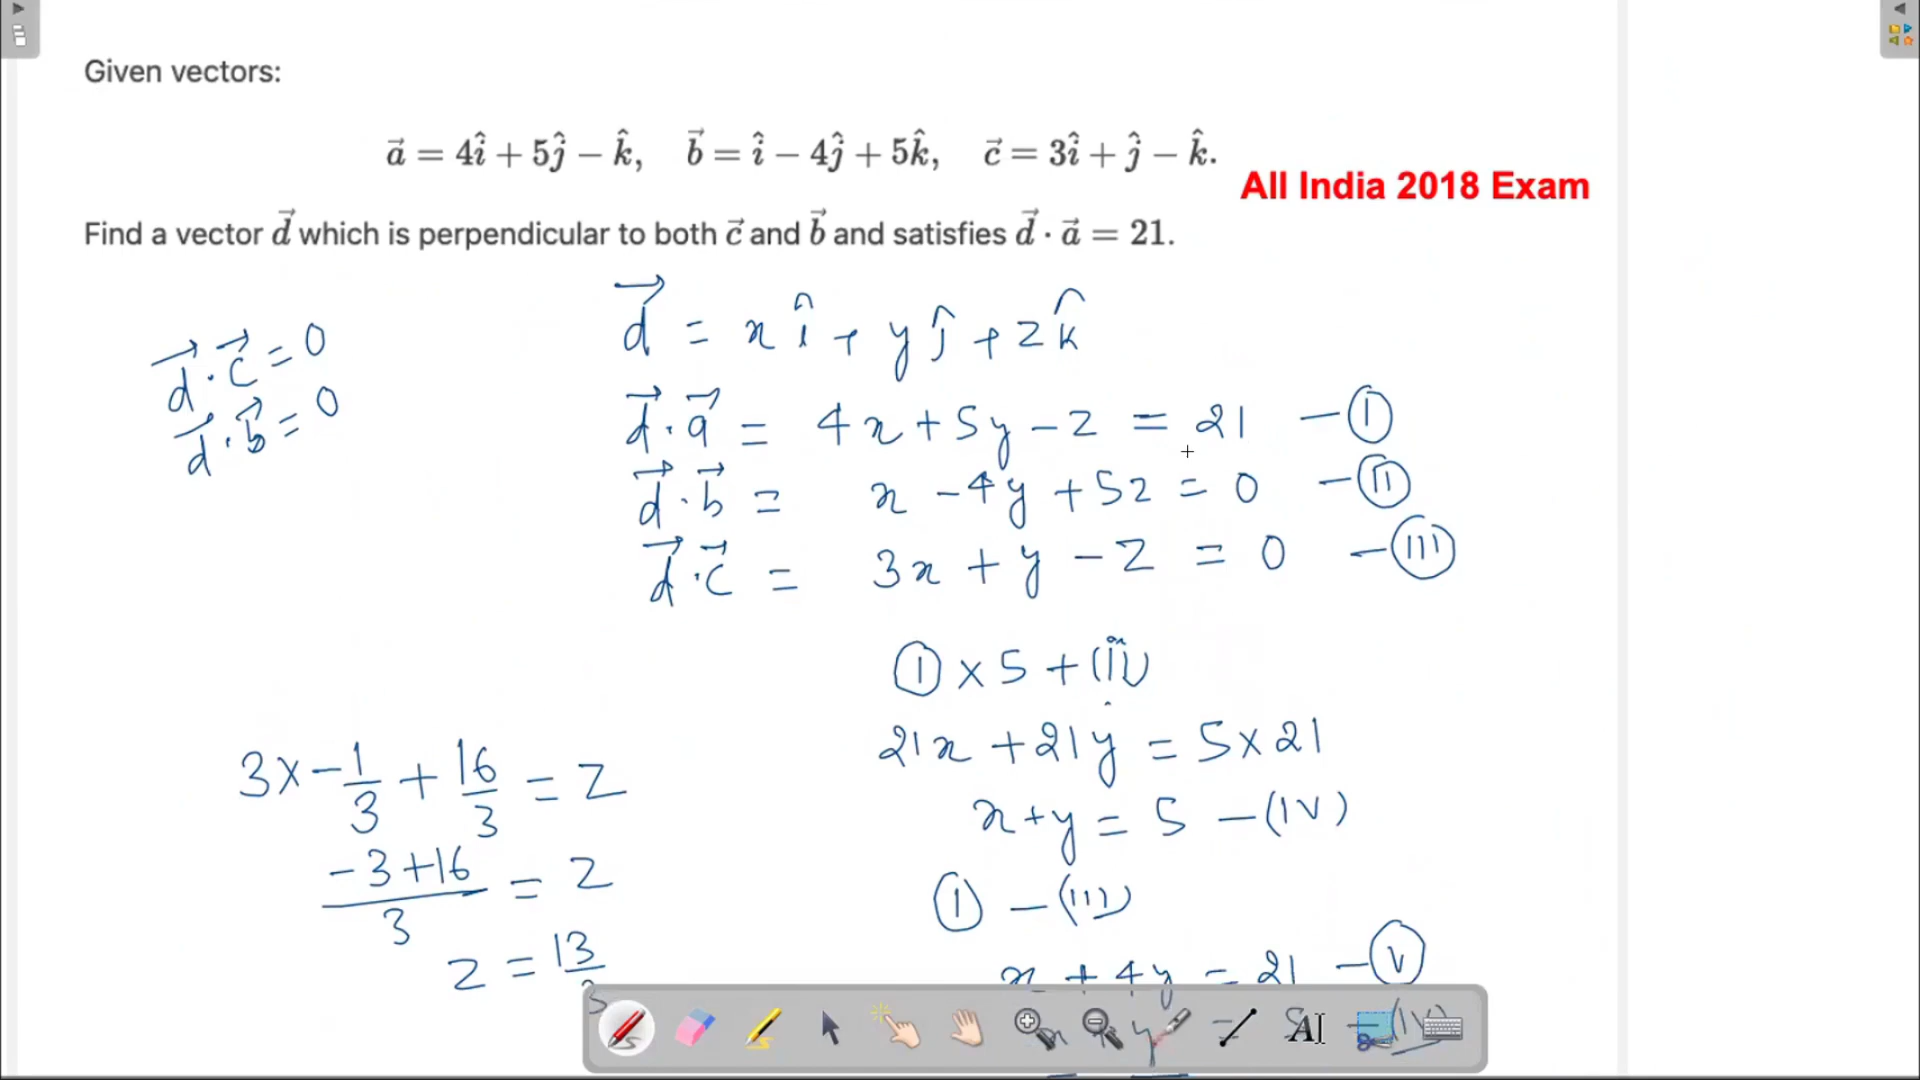 Given vectors:
a⃗ = 4î + 5ĵ − k̂,  b⃗ = î − 4ĵ + 5k̂,  c⃗ = 3î + ĵ − k̂.
All India 2018 Exam
Find a vector d⃗ which is perpendicular to both c⃗ and b⃗ and satisfies d⃗ · a⃗ = 21.
d⃗ = xî + yĵ + zk̂
d⃗ · c⃗ = 0
d⃗ · b⃗ = 0
d⃗ · a⃗ = 4x + 5y − z = 21 — (I)
d⃗ · b⃗ = x − 4y + 5z = 0 — (II)
d⃗ · c⃗ = 3x + y − z = 0 — (III)
(I) × 5 + (ii)
21x + 21y = 5 × 21
x + y = 5 — (IV)
(I) — (III)
x + 4y = 21 — (V)
3 × −1/3 + 16/3 = z
(−3 + 16)/3 = z
z = 13/3